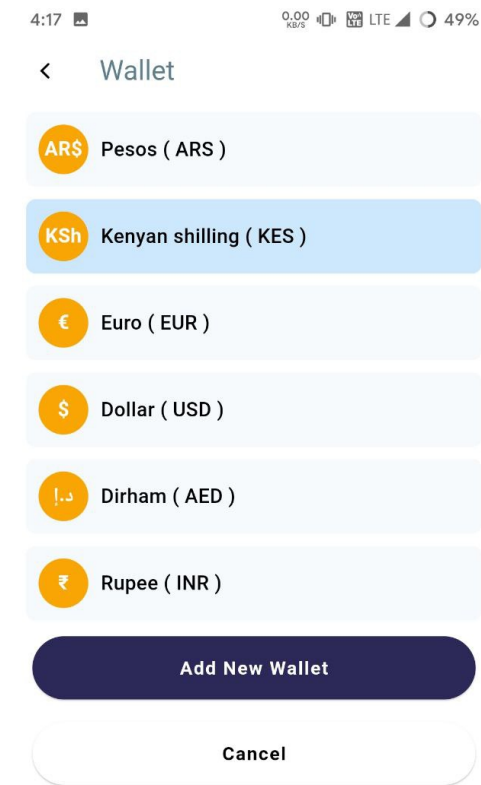 4:17 0.00 KB/S VoLTE LTE 49%
Wallet
AR$ Pesos ( ARS )
KSh Kenyan shilling ( KES )
€ Euro ( EUR )
$ Dollar ( USD )
د.إ Dirham ( AED )
₹ Rupee ( INR )
Add New Wallet
Cancel